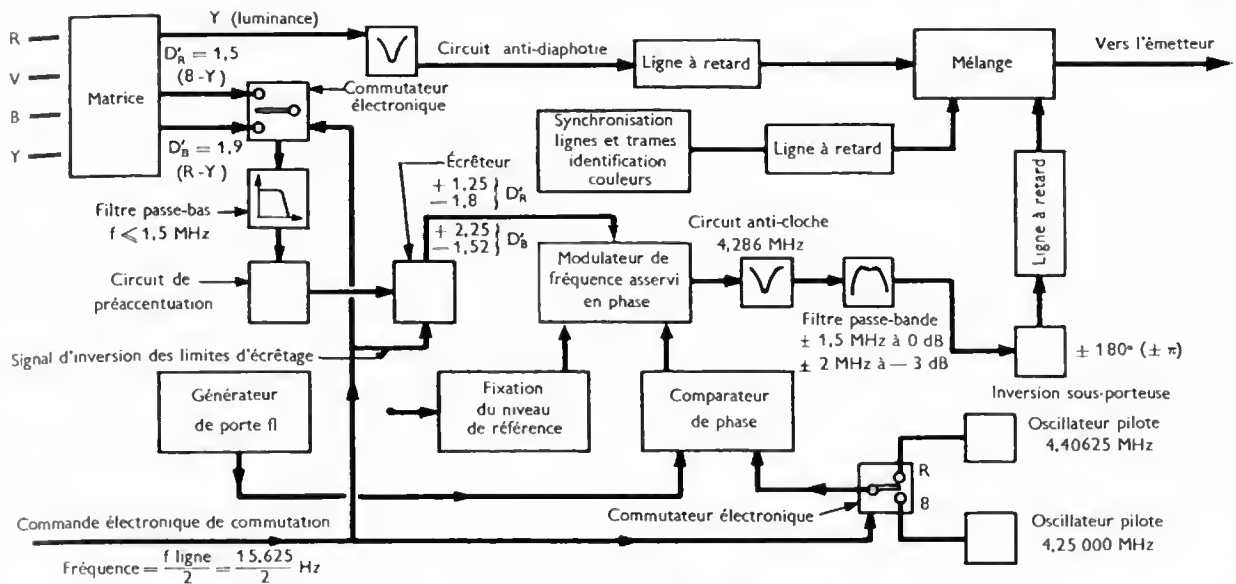 Y (luminance)
R
V
B
Y
Matrice
D'R = 1,5
(8-Y)
D'B = 1,9
(R-Y)
Commutateur
électronique
Circuit anti-diaphotie
Ligne à retard
Mélange
Vers l'émetteur
Synchronisation
lignes et trames
identification
couleurs
Ligne à retard
Ligne à retard
Filtre passe-bas
f ⩽ 1,5 MHz
Écrêteur
+ 1,25
— 1,8 } D'R
+ 2,25
— 1,52 } D'B
Circuit de
préaccentuation
Modulateur de
fréquence asservi
en phase
Circuit anti-cloche
4,286 MHz
Filtre passe-bande
± 1,5 MHz à 0 dB
± 2 MHz à — 3 dB
± 180° (± π)
Inversion sous-porteuse
Signal d'inversion des limites d'écrêtage
Générateur
de porte fl
Fixation
du niveau
de référence
Comparateur
de phase
Oscillateur pilote
4,40625 MHz
R
8
Commutateur électronique
Oscillateur pilote
4,25 000 MHz
Commande électronique de commutation
Fréquence = f ligne / 2 = 15,625 / 2 Hz